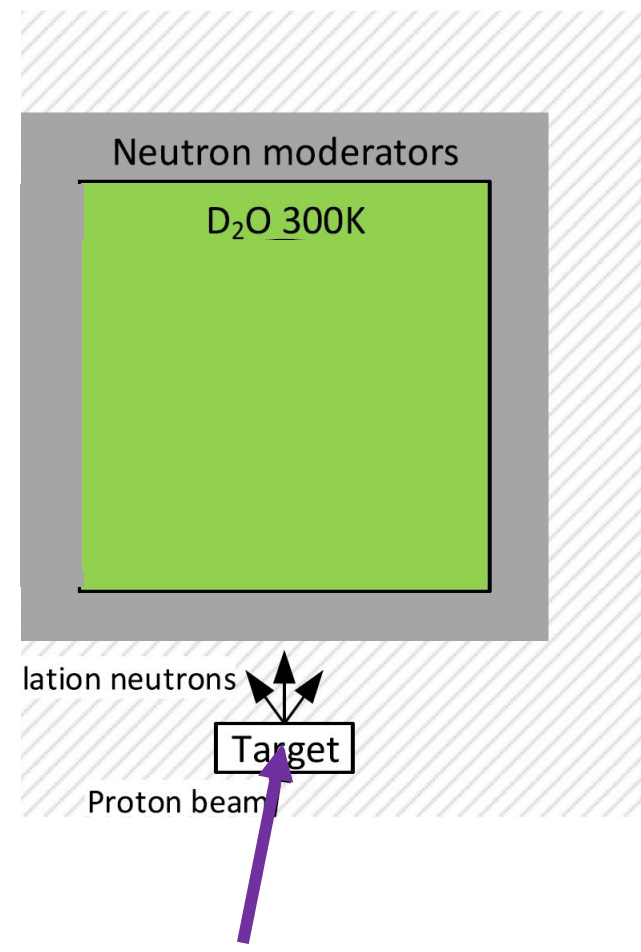 Neutron moderators
D₂O 300K
lation neutrons
Target
Proton beam